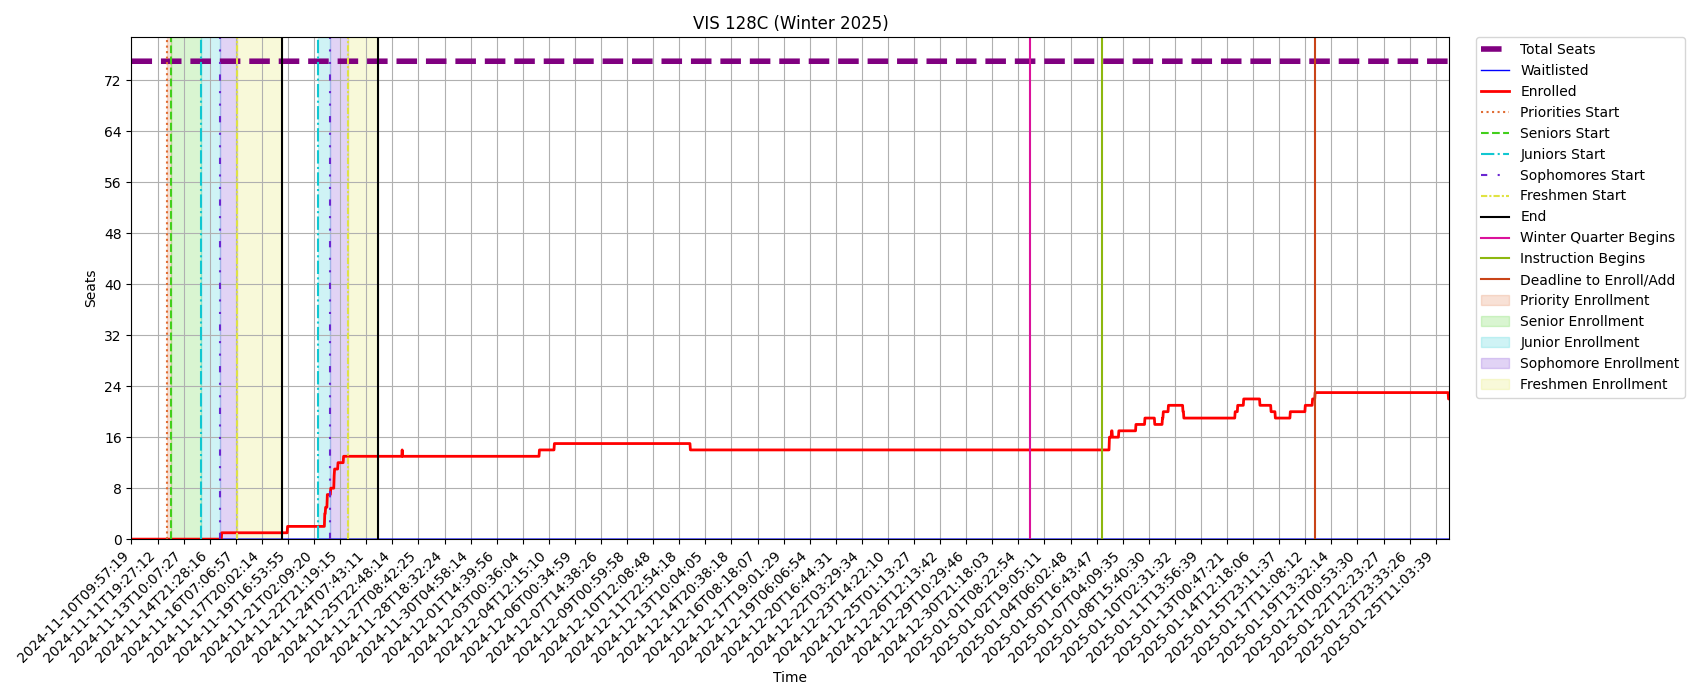 VIS 128C (Winter 2025)
Seats
72
64
56
48
40
32
24
16
8
0
2024-11-10T09:57:19
2024-11-11T19:27:12
2024-11-13T10:07:27
2024-11-14T21:28:16
2024-11-16T07:06:57
2024-11-17T20:02:14
2024-11-19T16:53:55
2024-11-21T02:09:20
2024-11-22T21:19:15
2024-11-24T07:43:11
2024-11-25T22:48:14
2024-11-27T08:42:25
2024-11-28T18:32:24
2024-11-30T04:58:14
2024-12-01T14:39:56
2024-12-03T00:36:04
2024-12-04T12:15:10
2024-12-06T00:34:59
2024-12-07T14:38:26
2024-12-09T00:59:58
2024-12-10T12:08:48
2024-12-11T22:54:18
2024-12-13T10:04:05
2024-12-14T20:38:18
2024-12-16T08:18:07
2024-12-17T19:01:29
2024-12-19T06:06:54
2024-12-20T16:44:31
2024-12-22T03:29:34
2024-12-23T14:22:10
2024-12-25T01:13:27
2024-12-26T12:13:42
2024-12-29T10:29:46
2024-12-30T21:18:03
2025-01-01T08:22:54
2025-01-02T19:05:11
2025-01-04T06:02:48
2025-01-05T16:43:47
2025-01-07T04:09:35
2025-01-08T15:40:30
2025-01-10T02:31:32
2025-01-11T13:56:39
2025-01-13T00:47:21
2025-01-14T12:18:06
2025-01-15T23:11:37
2025-01-17T11:08:12
2025-01-19T13:32:14
2025-01-21T00:53:30
2025-01-22T12:23:27
2025-01-23T23:33:26
2025-01-25T11:03:39
Time
Total Seats
Waitlisted
Enrolled
Priorities Start
Seniors Start
Juniors Start
Sophomores Start
Freshmen Start
End
Winter Quarter Begins
Instruction Begins
Deadline to Enroll/Add
Priority Enrollment
Senior Enrollment
Junior Enrollment
Sophomore Enrollment
Freshmen Enrollment